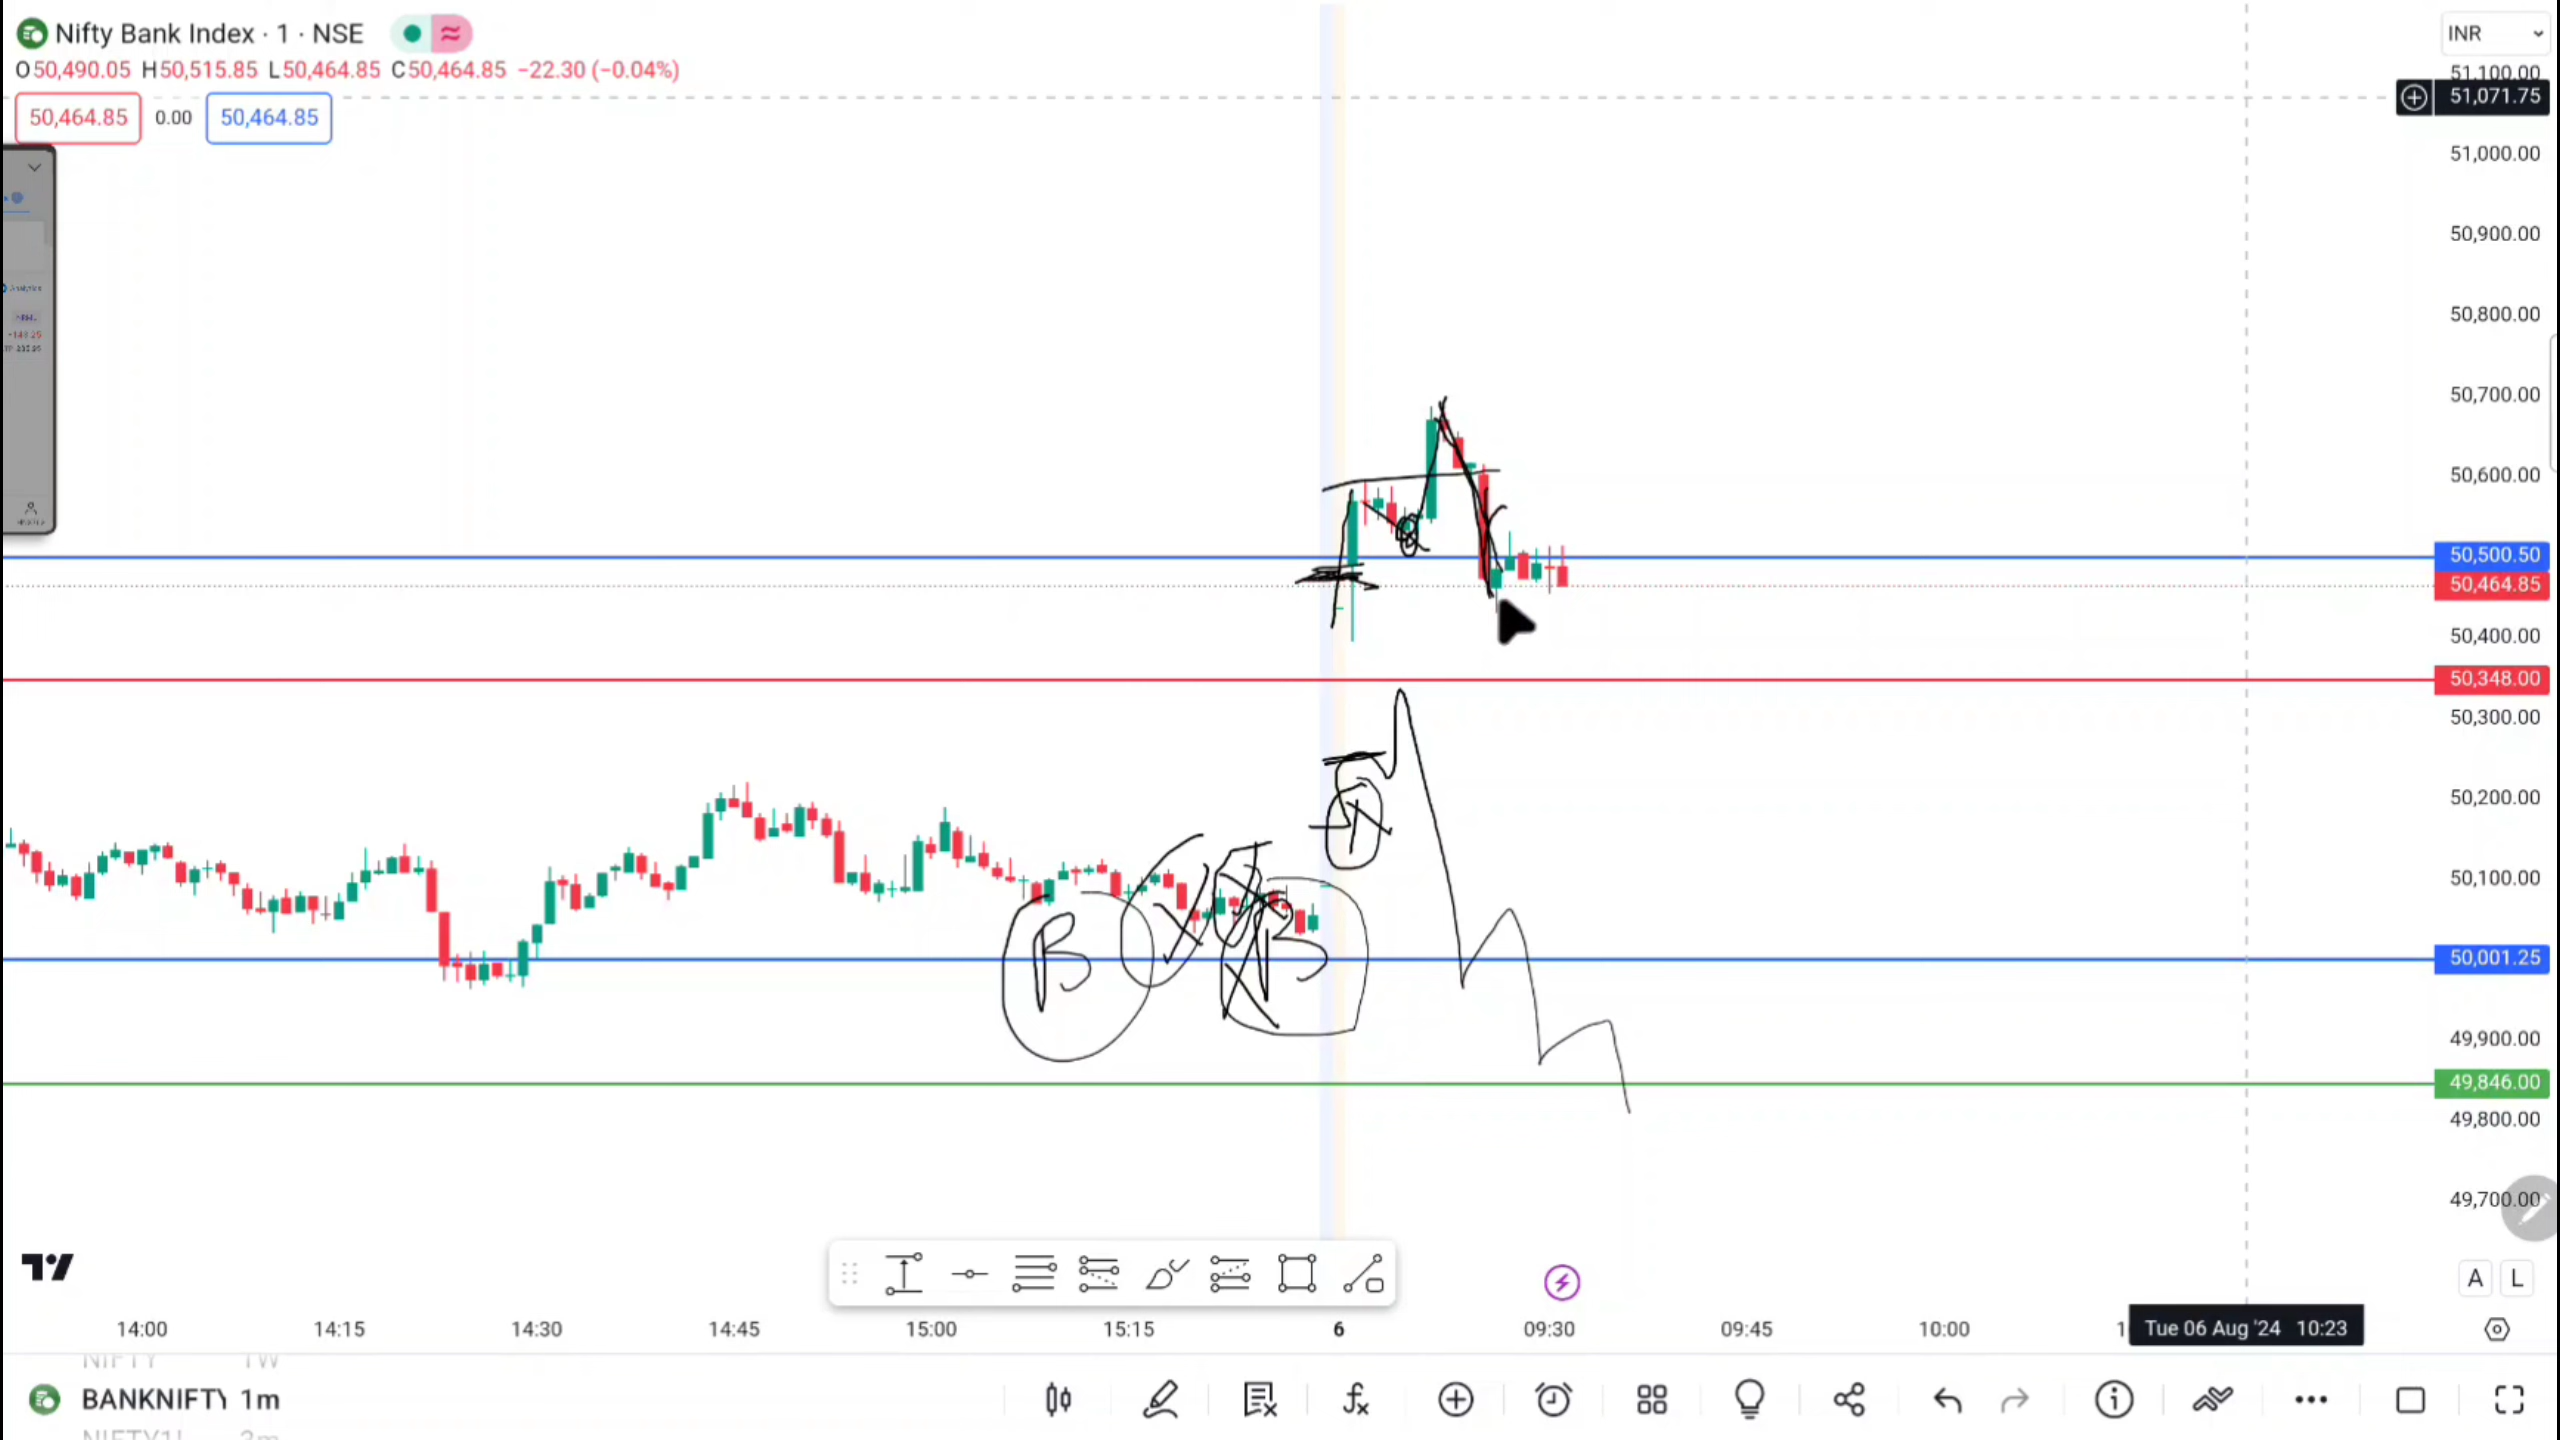 Nifty Bank Index · 1 · NSE
O50,490.05 H50,515.85 L50,464.85 C50,464.85 −22.30 (−0.04%)
50,464.85 0.00 50,464.85
INR
51,100.00
51,071.75
51,000.00
50,900.00
50,800.00
50,700.00
50,600.00
50,500.50
50,464.85
50,400.00
50,348.00
50,300.00
50,200.00
50,100.00
50,001.25
49,900.00
49,846.00
49,800.00
49,700.00
Analytics
B
B
A L
14:00 14:15 14:30 14:45 15:00 15:15 6 09:30 09:45 10:00 1 Tue 06 Aug '24 10:23
NIFTY 1W
BANKNIFTY 1m